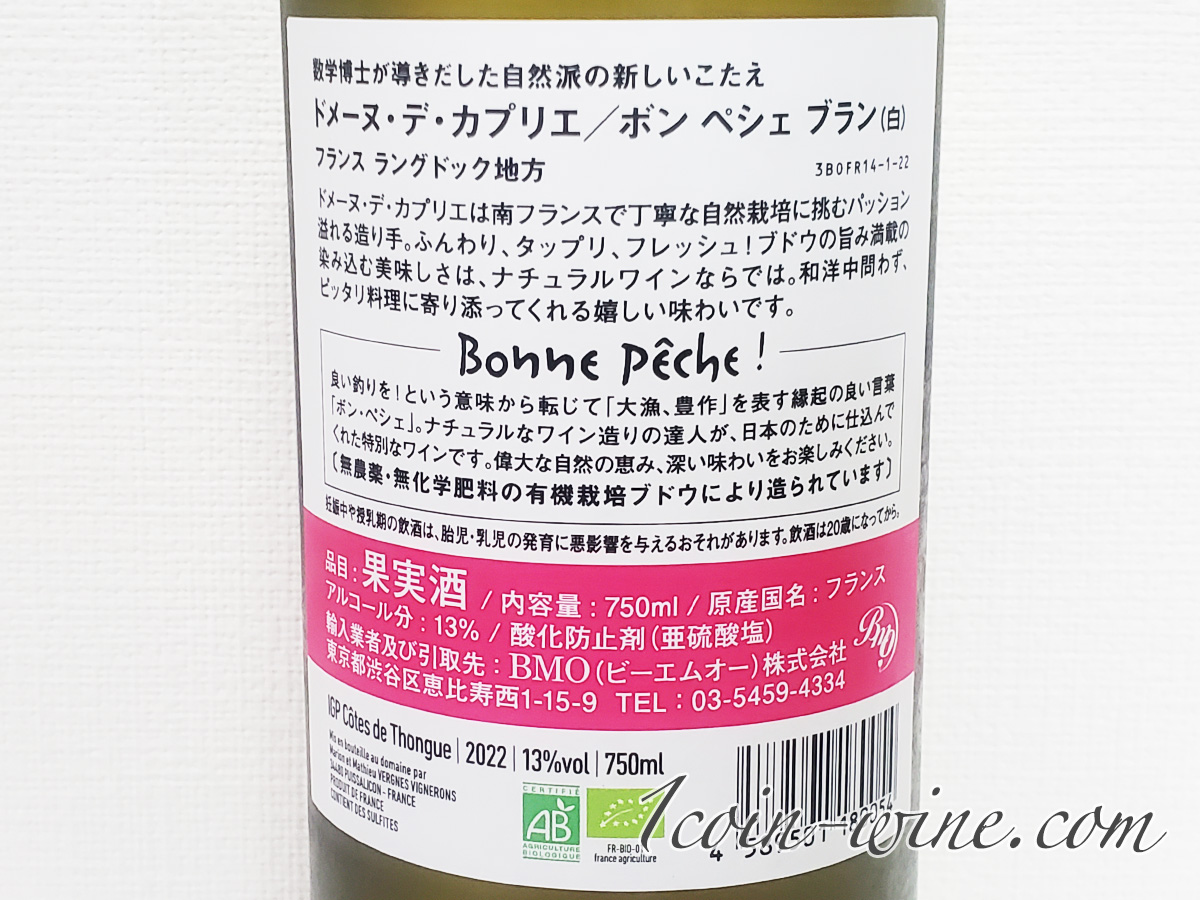 数学博士が導きだした自然派の新しいこたえ
ドメーヌ・デ・カプリエ／ボン ペシェ ブラン(白)
フランス ラングドック地方
3B0FR14-1-22
ドメーヌ・デ・カプリエは南フランスで丁寧な自然栽培に挑むパッション
溢れる造り手。ふんわり、タップリ、フレッシュ！ブドウの旨み満載の
染み込む美味しさは、ナチュラルワインならでは。和洋中問わず、
ピッタリ料理に寄り添ってくれる嬉しい味わいです。
Bonne pêche !
良い釣りを！という意味から転じて「大漁、豊作」を表す縁起の良い言葉
「ボン・ペシェ」。ナチュラルなワイン造りの達人が、日本のために仕込んで
くれた特別なワインです。偉大な自然の恵み、深い味わいをお楽しみください。
〔無農薬・無化学肥料の有機栽培ブドウにより造られています〕
妊娠中や授乳期の飲酒は、胎児・乳児の発育に悪影響を与えるおそれがあります。飲酒は20歳になってから。
品目：果実酒 / 内容量：750ml / 原産国名：フランス
アルコール分：13% / 酸化防止剤（亜硫酸塩）
輸入業者及び引取先：BMO（ビーエムオー）株式会社
東京都渋谷区恵比寿西1-15-9 TEL：03-5459-4334
BMO
IGP Côtes de Thongue | 2022 | 13%vol | 750ml
Mis en bouteille au domaine par
Marion et Mathieu VERGNES VIGNERONS
34480 PUISSALICON - FRANCE
PRODUIT DE FRANCE
CONTIENT DES SULFITES
CERTIFIÉ
AB
AGRICULTURE
BIOLOGIQUE
FR-BIO-0
france agriculture
1coin-wine.com